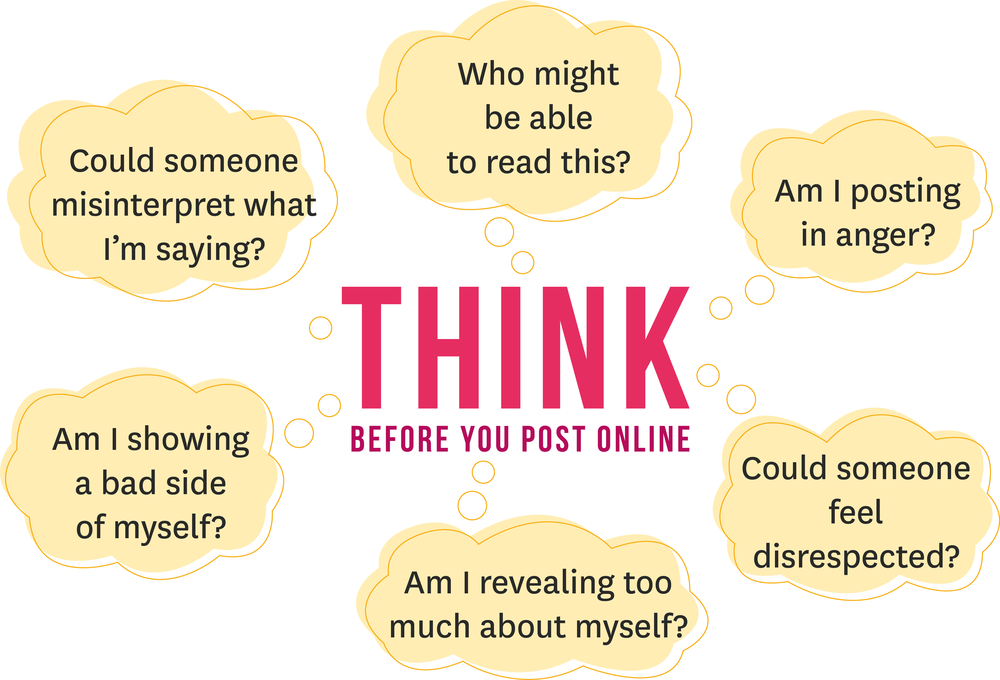 Who might
be able
to read this?
Could someone
misinterpret what
I’m saying?
Am I posting
in anger?
THINK
BEFORE YOU POST ONLINE
Am I showing
a bad side
of myself?
Could someone
feel
disrespected?
Am I revealing too
much about myself?